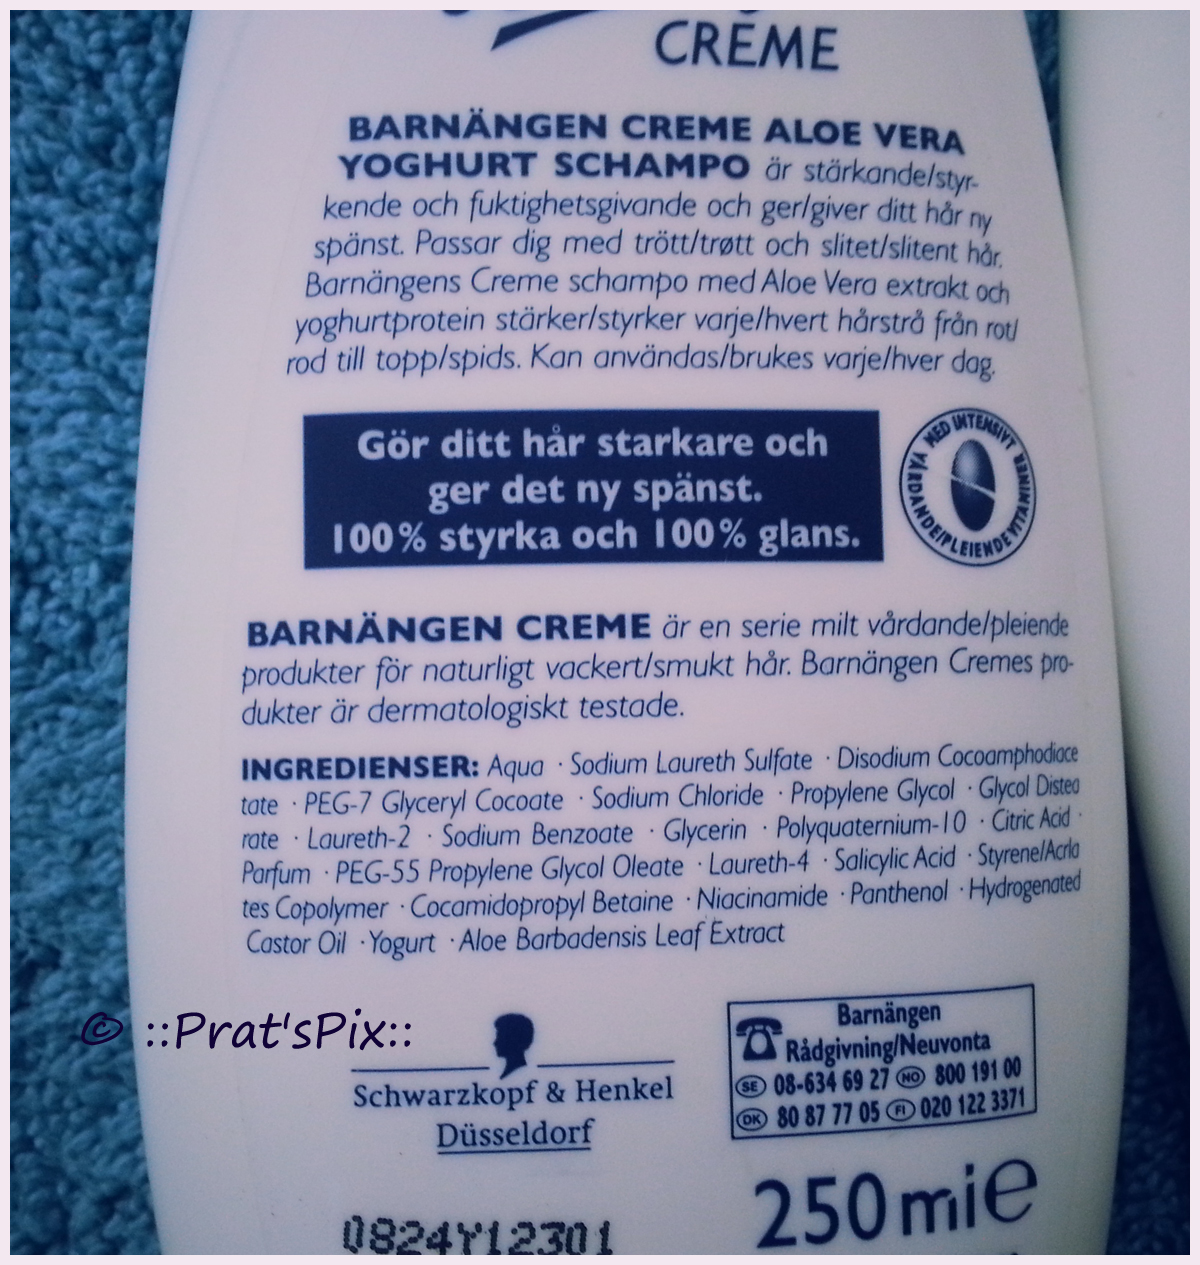 CRÈME
BARNÄNGEN CREME ALOE VERA
YOGHURT SCHAMPO är stärkande/styr-
kende och fuktighetsgivande och ger/giver ditt hår ny
spänst. Passar dig med trött/trøtt och slitet/slitent hår.
Barnängens Creme schampo med Aloe Vera extrakt och
yoghurtprotein stärker/styrker varje/hvert hårstrå från rot/
rod till topp/spids. Kan användas/brukes varje/hver dag.
Gör ditt hår starkare och
ger det ny spänst.
100% styrka och 100% glans.
MED INTENSIVT VÅRDANDE/PLEIENDE VITAMINER
BARNÄNGEN CREME är en serie milt vårdande/pleiende
produkter för naturligt vackert/smukt hår. Barnängen Cremes pro-
dukter är dermatologiskt testade.
INGREDIENSER: Aqua · Sodium Laureth Sulfate · Disodium Cocoamphodiace
tate · PEG-7 Glyceryl Cocoate · Sodium Chloride · Propylene Glycol · Glycol Distea
rate · Laureth-2 · Sodium Benzoate · Glycerin · Polyquaternium-10 · Citric Acid ·
Parfum · PEG-55 Propylene Glycol Oleate · Laureth-4 · Salicylic Acid · Styrene/Acrla
tes Copolymer · Cocamidopropyl Betaine · Niacinamide · Panthenol · Hydrogenated
Castor Oil · Yogurt · Aloe Barbadensis Leaf Extract
© ::Prat'sPix::
Schwarzkopf & Henkel
Düsseldorf
Barnängen
Rådgivning/Neuvonta
SE 08-634 69 27 NO 800 191 00
DK 80 87 77 05 FI 020 122 3371
250 ml e
0824Y12301